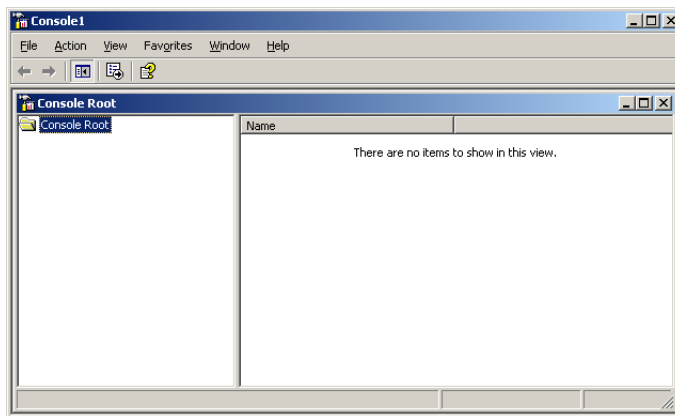 Console1
File Action View Favorites Window Help
Console Root
Console Root
Name
There are no items to show in this view.